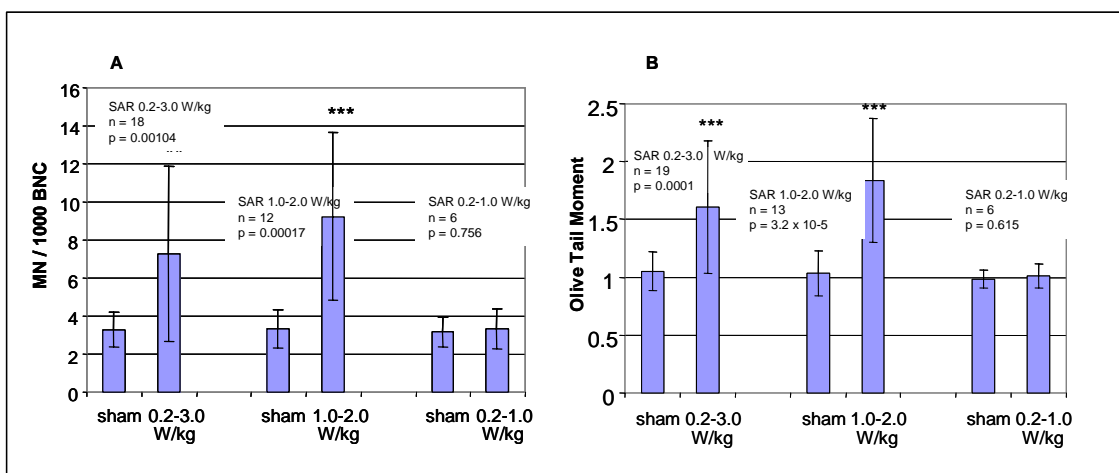 A
MN / 1000 BNC
16
14
12
10
8
6
4
2
0
SAR 0.2-3.0 W/kg
n = 18
p = 0.00104
***
SAR 1.0-2.0 W/kg
n = 12
p = 0.00017
SAR 0.2-1.0 W/kg
n = 6
p = 0.756
sham 0.2-3.0 sham 1.0-2.0 sham 0.2-1.0
W/kg W/kg W/kg
B
Olive Tail Moment
2.5
2
1.5
1
0.5
0
SAR 0.2-3.0 W/kg
n = 19
p = 0.0001
***
SAR 1.0-2.0 W/kg
n = 13
p = 3.2 x 10-5
***
SAR 0.2-1.0 W/kg
n = 6
p = 0.615
sham 0.2-3.0 sham 1.0-2.0 sham 0.2-1.0
W/kg W/kg W/kg